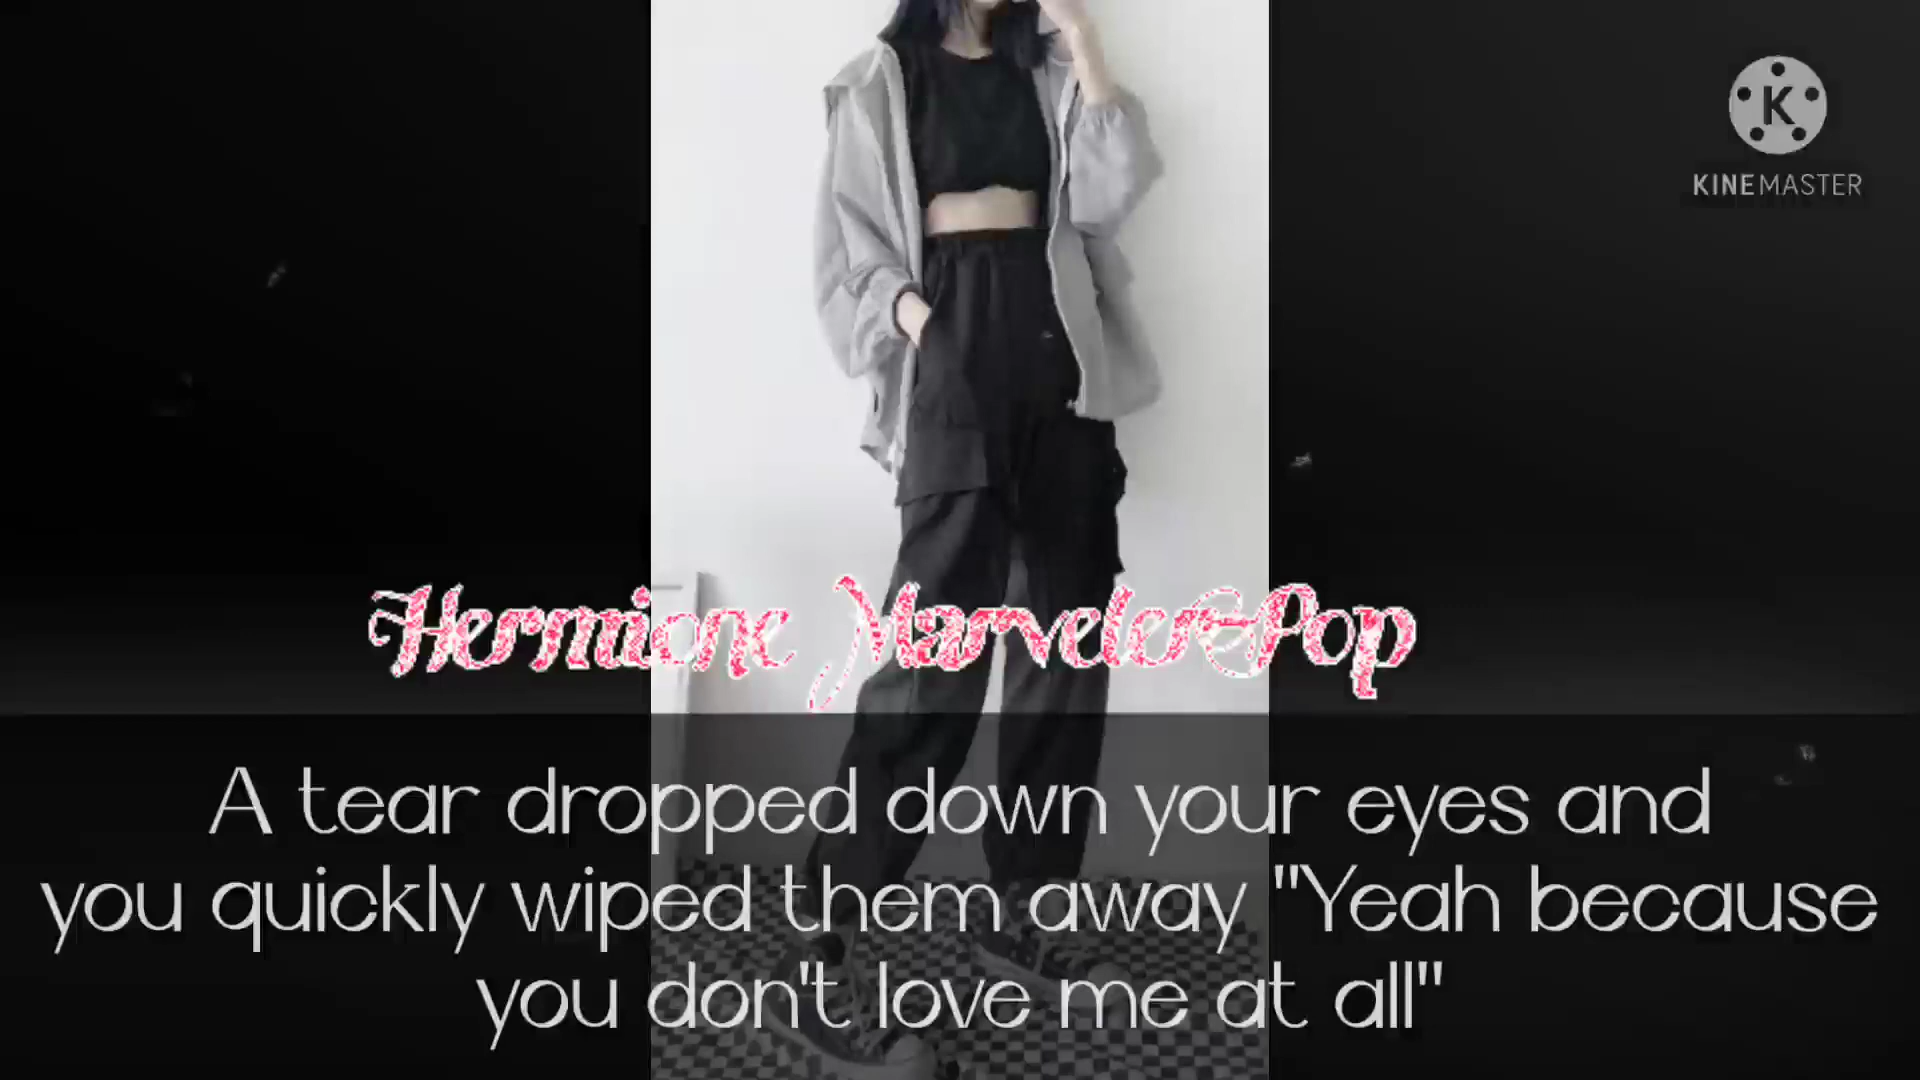 KINEMASTER
Hermione MarvelerPop
A tear dropped down your eyes and
you quickly wiped them away "Yeah because
you don't love me at all"